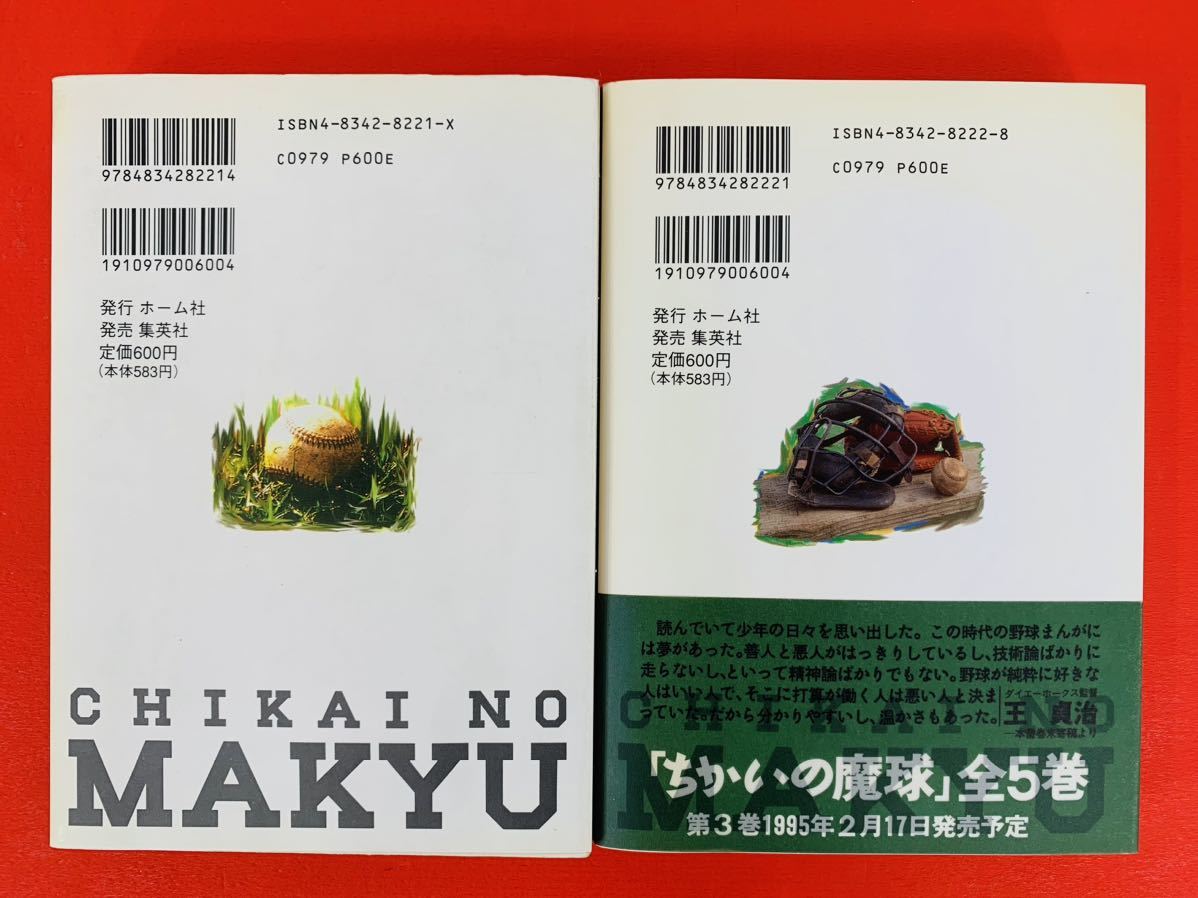 ISBN4-8342-8221-X
C0979 P600E
9784834282214
1910979006004
発行 ホーム社
発売 集英社
定価600円
(本体583円)
CHIKAI NO
MAKYU
ISBN4-8342-8222-8
C0979 P600E
9784834282221
1910979006004
発行 ホーム社
発売 集英社
定価600円
(本体583円)
読んでいて少年の日々を思い出した。この時代の野球まんがに
は夢があった。善人と悪人がはっきりしているし、技術論ばかりに
走らないし、といって精神論ばかりでもない。野球が純粋に好きな
人はいい人で、そこに打算が働く人は悪い人と決ま
っていた。だから分かりやすいし、温かさもあった。
ダイエーホークス監督
王 貞治
―本書巻末寄稿より
CHIKAI NO
MAKYU
「ちかいの魔球」全5巻
第3巻1995年2月17日発売予定